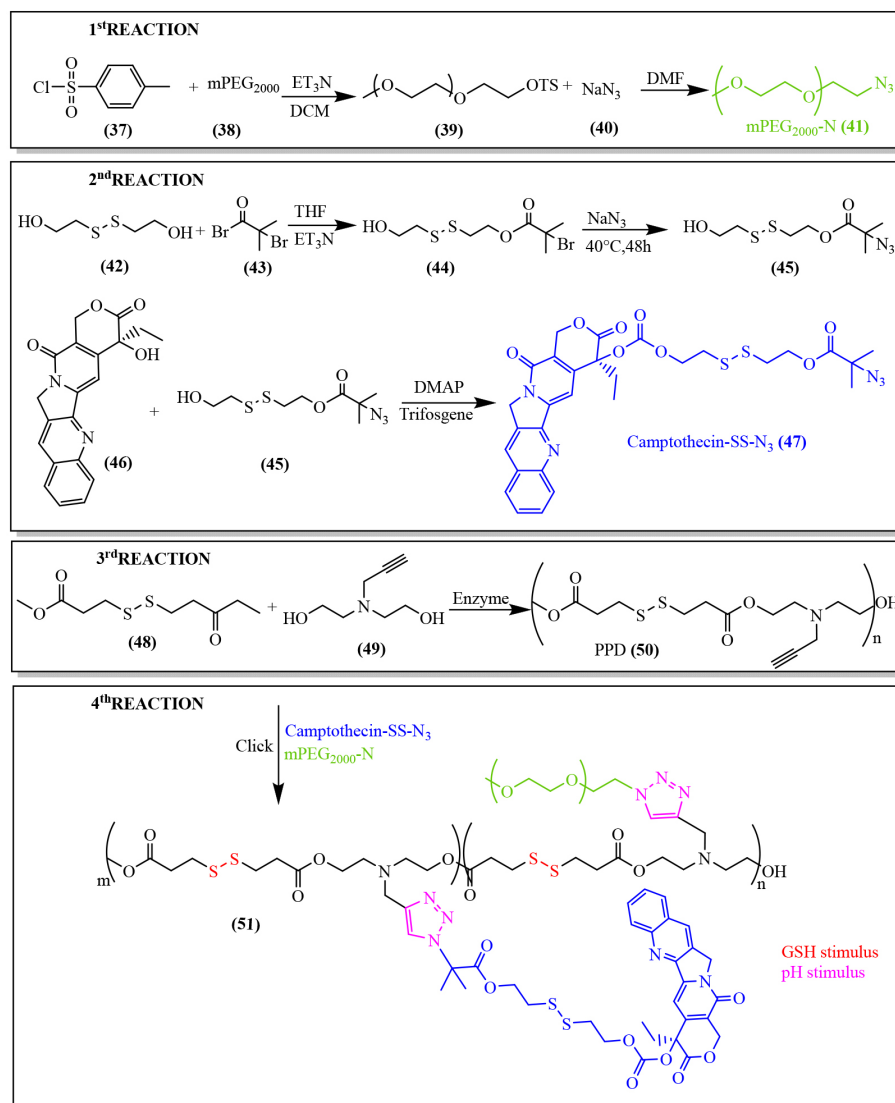 1stREACTION
Cl
S
O
O
+
mPEG2000
ET3N
DCM
O
O
OTS
+
NaN3
DMF
O
O
N3
(37)
(38)
(39)
(40)
mPEG2000-N (41)
2ndREACTION
HO
S
S
OH
+
O
Br
Br
THF
ET3N
HO
S
S
O
O
Br
NaN3
40°C,48h
HO
S
S
O
O
N3
(42)
(43)
(44)
(45)
O
O
O
OH
N
N
(46)
+
HO
S
S
O
O
N3
(45)
DMAP
Trifosgene
O
O
O
O
O
O
S
S
O
O
N3
N
N
Camptothecin-SS-N3 (47)
3rdREACTION
O
O
S
S
O
(48)
+
HO
N
OH
(49)
Enzyme
O
O
S
S
O
O
N
OH
n
PPD (50)
4thREACTION
Click
Camptothecin-SS-N3
mPEG2000-N
O
O
N
N
N
m
O
O
S
S
O
O
N
O
O
S
S
O
O
N
OH
n
(51)
N
N
N
O
O
S
S
O
O
O
N
N
O
O
O
GSH stimulus
pH stimulus